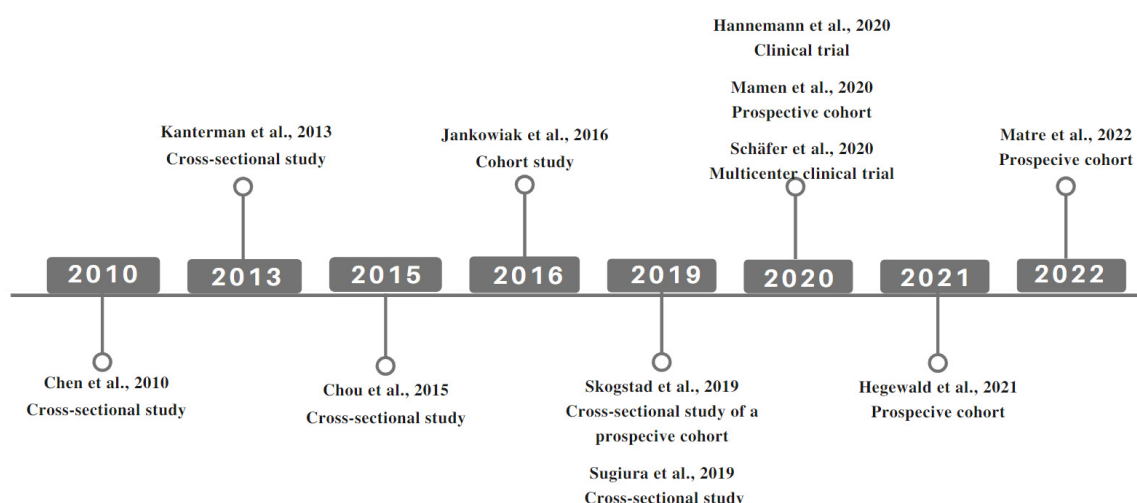 Hannemann et al., 2020
Clinical trial
Mamen et al., 2020
Prospective cohort
Schäfer et al., 2020
Multicenter clinical trial
Kanterman et al., 2013
Cross-sectional study
Jankowiak et al., 2016
Cohort study
Matre et al., 2022
Prospecive cohort
2010
2013
2015
2016
2019
2020
2021
2022
Chen et al., 2010
Cross-sectional study
Chou et al., 2015
Cross-sectional study
Skogstad et al., 2019
Cross-sectional study of a
prospecive cohort
Sugiura et al., 2019
Cross-sectional study
Hegewald et al., 2021
Prospecive cohort